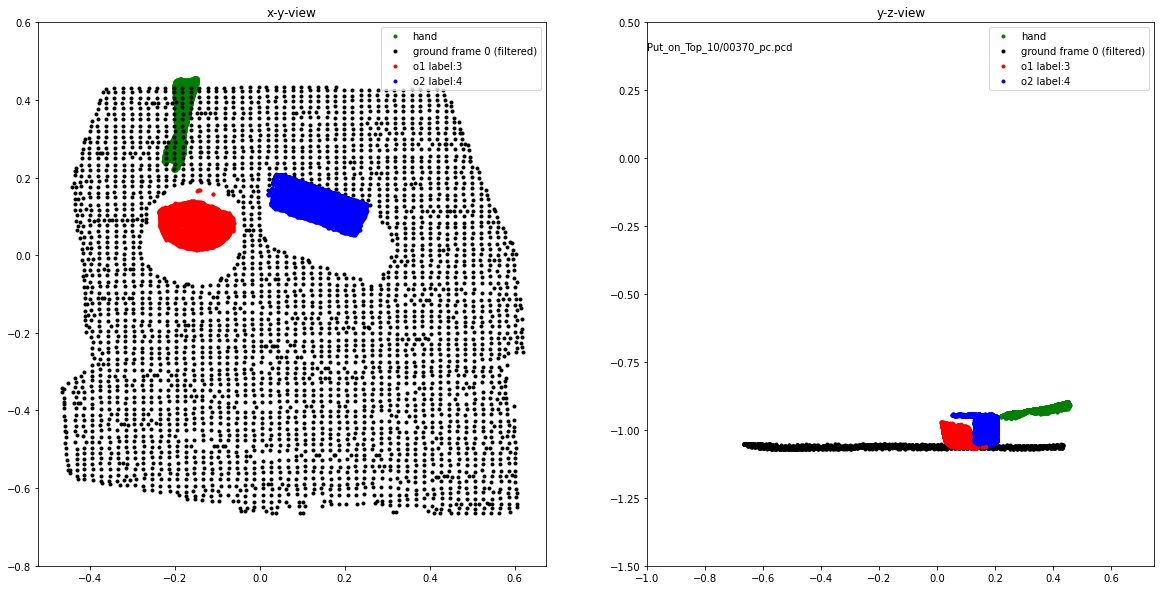 x-y-view
hand
ground frame 0 (filtered)
o1 label:3
o2 label:4
0.6
0.4
0.2
0.0
−0.2
−0.4
−0.6
−0.8
−0.4
−0.2
0.0
0.2
0.4
0.6
y-z-view
Put_on_Top_10/00370_pc.pcd
hand
ground frame 0 (filtered)
o1 label:3
o2 label:4
0.50
0.25
0.00
−0.25
−0.50
−0.75
−1.00
−1.25
−1.50
−1.0
−0.8
−0.6
−0.4
−0.2
0.0
0.2
0.4
0.6